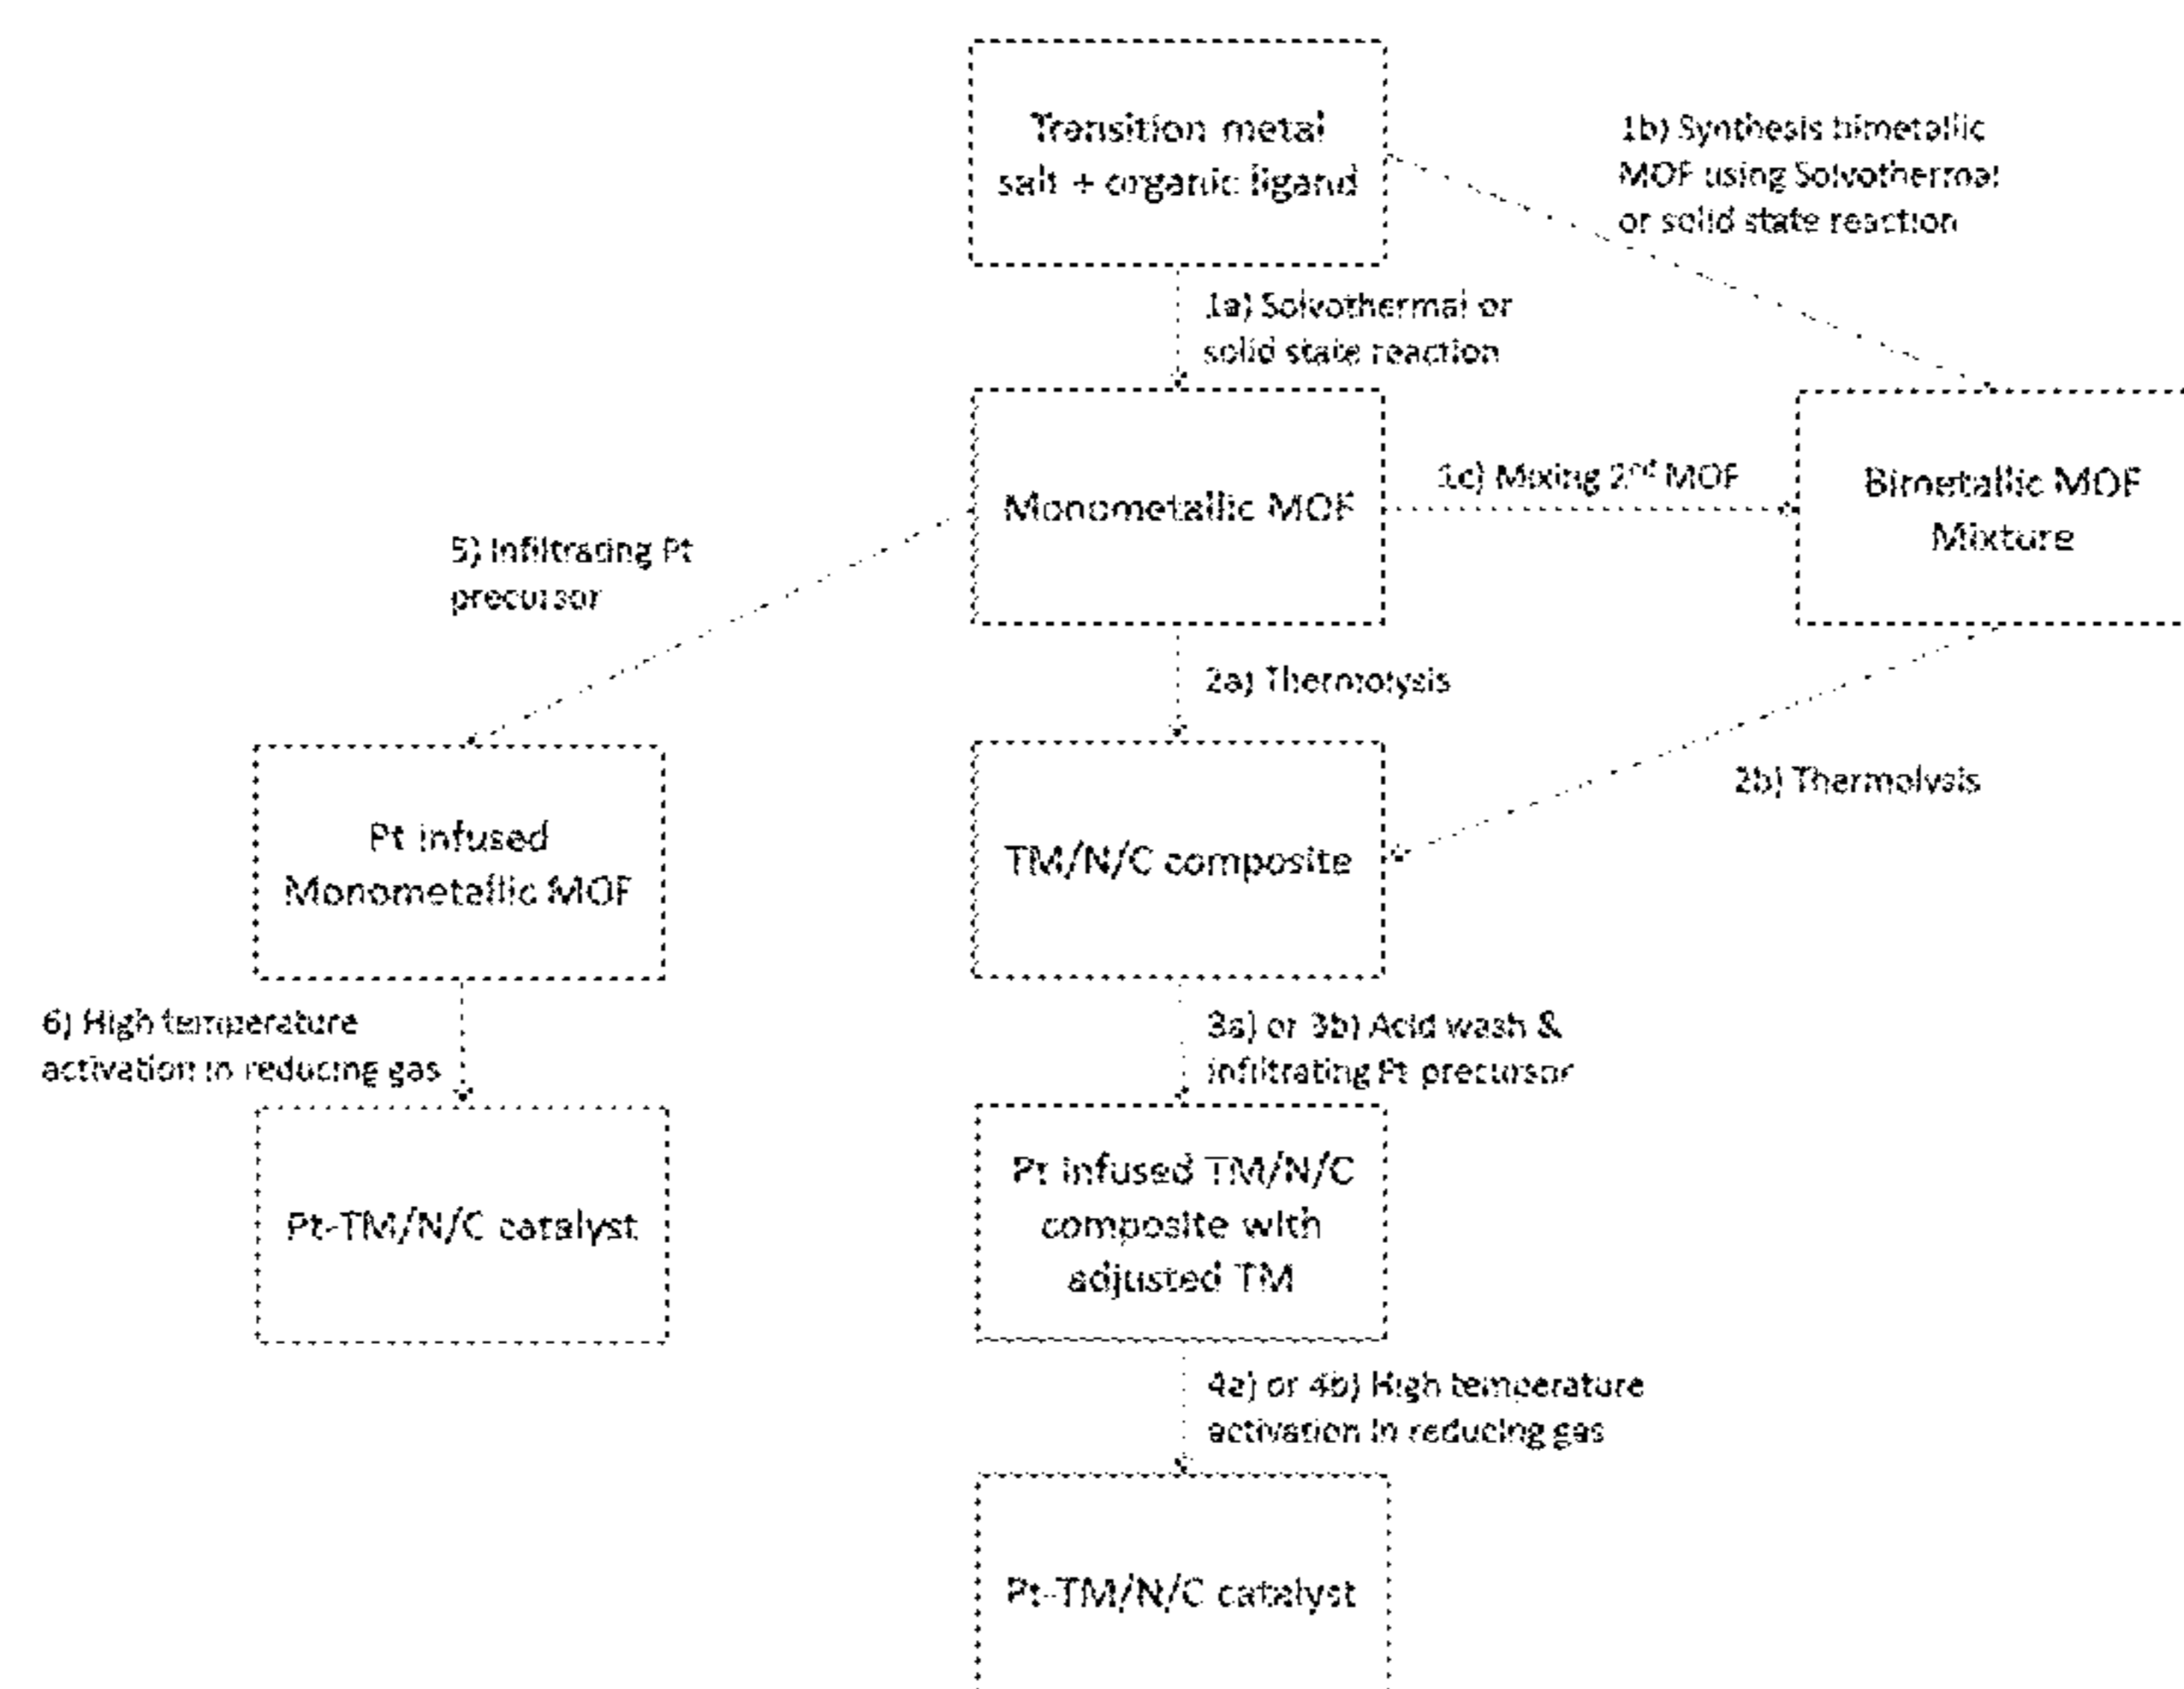 Transition metal
salt + organic ligand
1b) Synthesis bimetallic
MOF using Solvothermal
or solid state reaction
1a) Solvothermal or
solid state reaction
Monometallic MOF
1c) Mixing 2nd MOF
Bimetallic MOF
Mixture
5) Infiltrating Pt
precursor
2a) Thermolysis
2b) Thermolysis
Pt infused
Monometallic MOF
TM/N/C composite
6) High temperature
activation in reducing gas
3a) or 3b) Acid wash &
infiltrating Pt precursor
Pt-TM/N/C catalyst
Pt infused TM/N/C
composite with
adjusted TM
4a) or 4b) High temperature
activation in reducing gas
Pt-TM/N/C catalyst